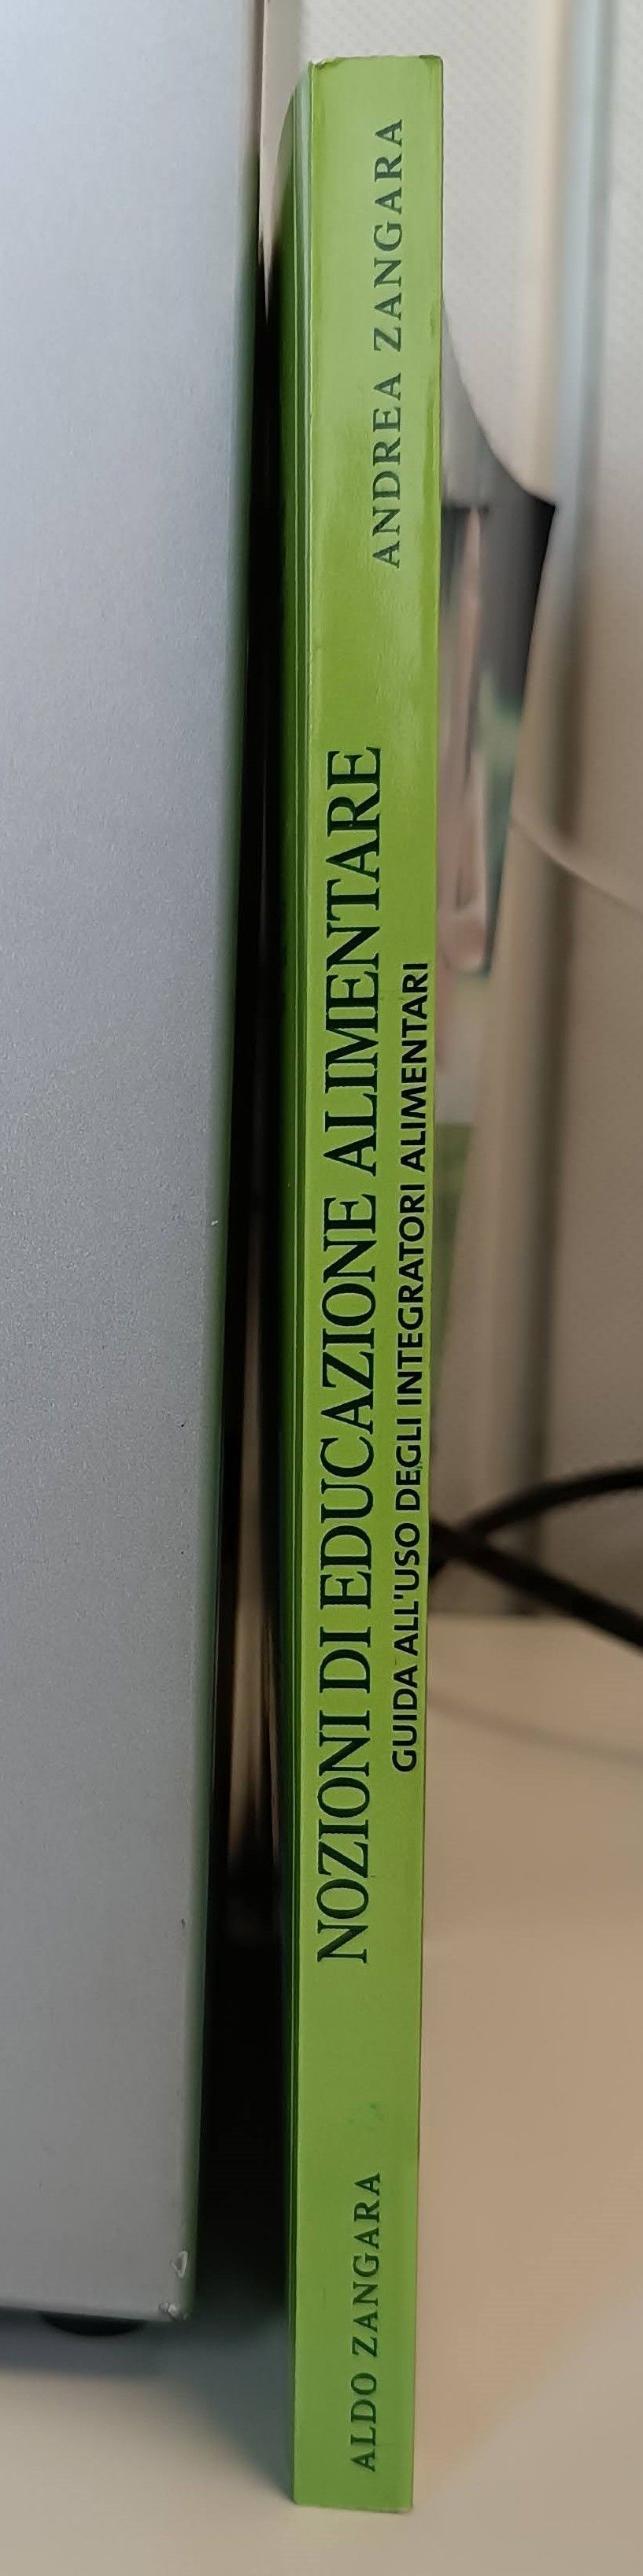 ALDO ZANGARA
NOZIONI DI EDUCAZIONE ALIMENTARE
GUIDA ALL'USO DEGLI INTEGRATORI ALIMENTARI
ANDREA ZANGARA